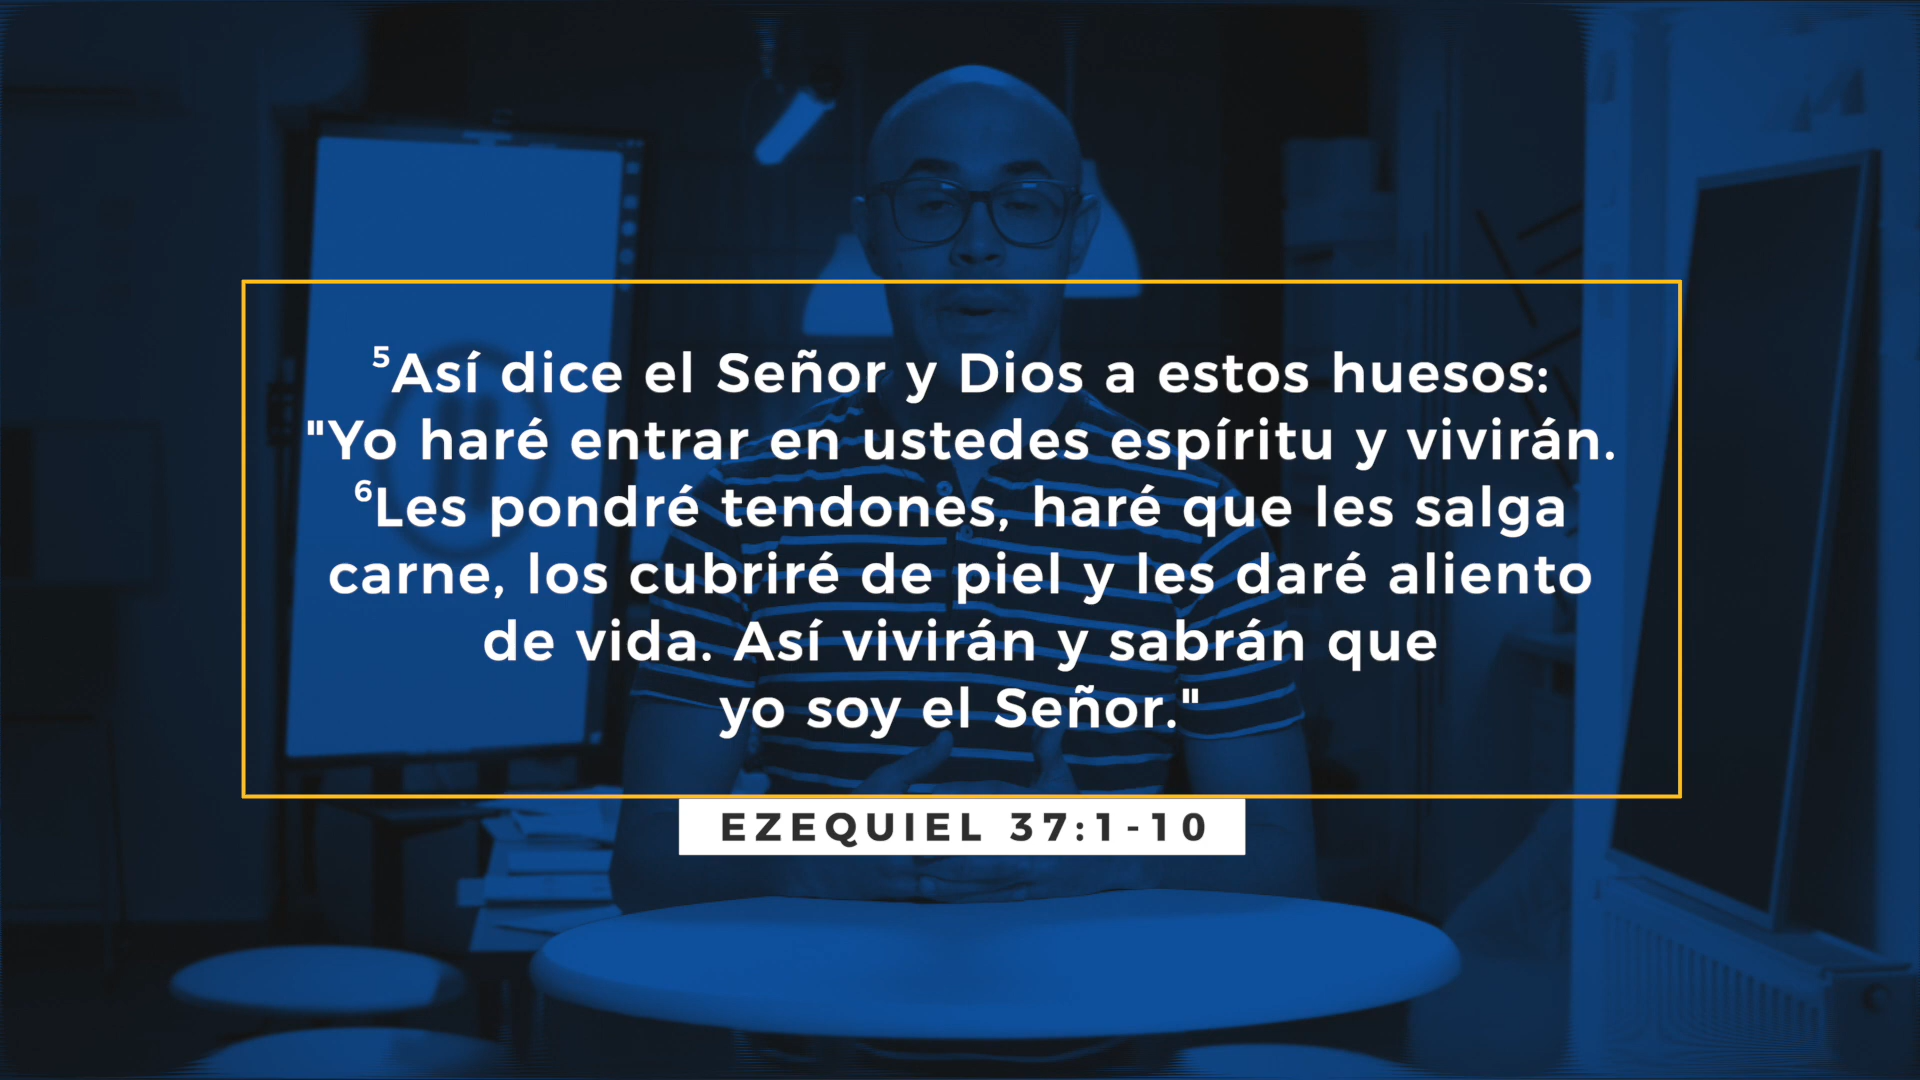 ⁵Así dice el Señor y Dios a estos huesos:
"Yo haré entrar en ustedes espíritu y vivirán.
⁶Les pondré tendones, haré que les salga
carne, los cubriré de piel y les daré aliento
de vida. Así vivirán y sabrán que
yo soy el Señor."
EZEQUIEL 37:1-10